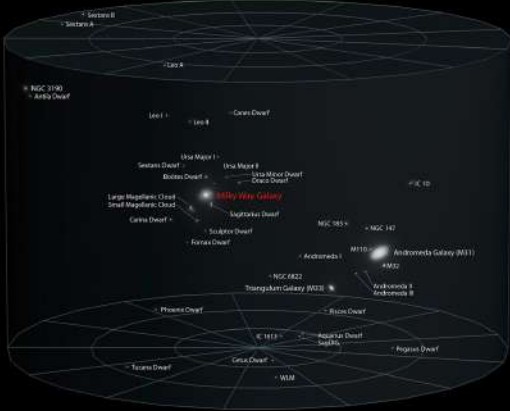 Sextans B
Sextans A
Leo A
NGC 3190
Antlia Dwarf
Leo I
Canes Dwarf
Leo II
Ursa Major I
Ursa Major II
Sextans Dwarf
Ursa Minor Dwarf
Draco Dwarf
Boötes Dwarf
IC 10
Milky Way Galaxy
Large Magellanic Cloud
Small Magellanic Cloud
Sagittarius Dwarf
Carina Dwarf
NGC 185
NGC 147
Sculptor Dwarf
Fornax Dwarf
M110
Andromeda Galaxy (M31)
Andromeda I
M32
NGC 6822
Andromeda II
Andromeda III
Triangulum Galaxy (M33)
Phoenix Dwarf
Pisces Dwarf
IC 1613
Aquarius Dwarf
SagDIG
Pegasus Dwarf
Cetus Dwarf
Tucana Dwarf
WLM